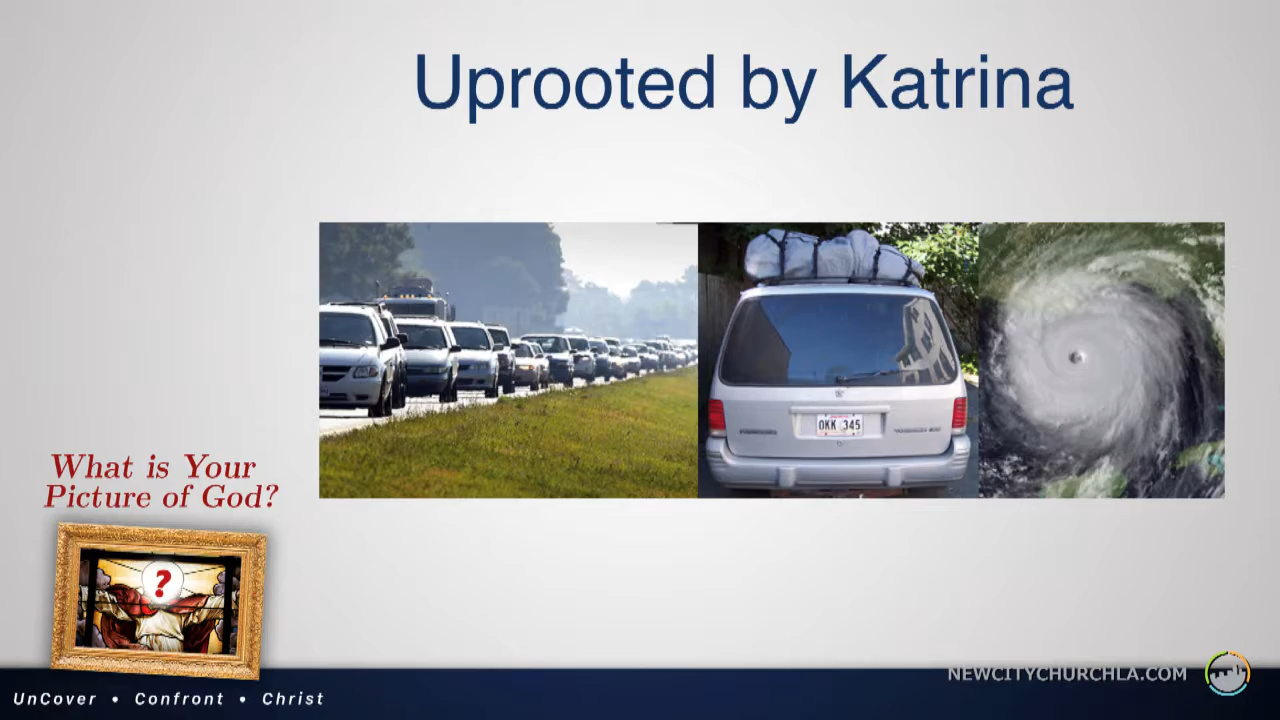 Uprooted by Katrina
OKK 345
What is Your
Picture of God?
?
NEWCITYCHURCHLA.COM
UnCover • Confront • Christ